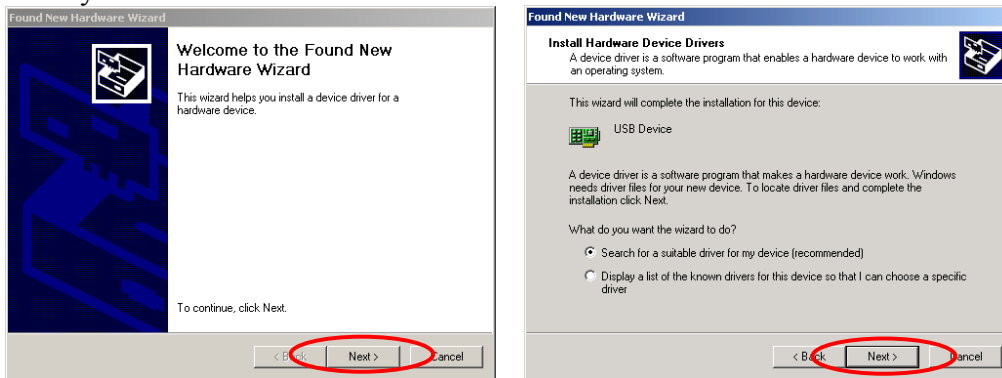 Found New Hardware Wizard
Welcome to the Found New
Hardware Wizard
This wizard helps you install a device driver for a
hardware device.
To continue, click Next.
< Back
Next >
Cancel
Found New Hardware Wizard
Install Hardware Device Drivers
A device driver is a software program that enables a hardware device to work with
an operating system.
This wizard will complete the installation for this device:
USB Device
A device driver is a software program that makes a hardware device work. Windows
needs driver files for your new device. To locate driver files and complete the
installation click Next.
What do you want the wizard to do?
Search for a suitable driver for my device (recommended)
Display a list of the known drivers for this device so that I can choose a specific
driver
< Back
Next >
Cancel